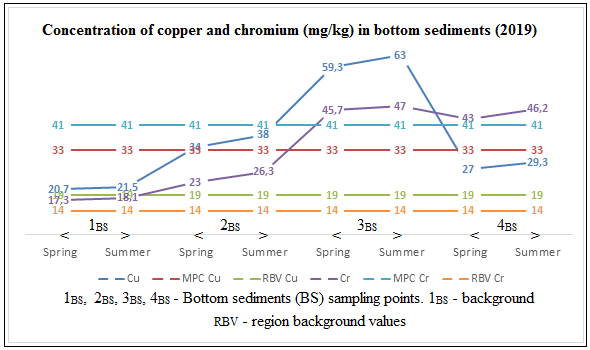 Concentration of copper and chromium (mg/kg) in bottom sediments (2019)
59,3 63
45,7 47 43 46,2
41 41 41 41 41 41 41 41
34 38
33 33 33 33 33 33 33 33
20,7 21,5 23 26,3 27 29,3
19 19 19 19 19 19 19 19
17,3 18,1
14 14 14 14 14 14 14 14
< 1BS > < 2BS > < 3BS > < 4BS >
Spring Summer Spring Summer Spring Summer Spring Summer
Cu MPC Cu RBV Cu Cr MPC Cr RBV Cr
1BS, 2BS, 3BS, 4BS - Bottom sediments (BS) sampling points. 1BS - background
RBV - region background values